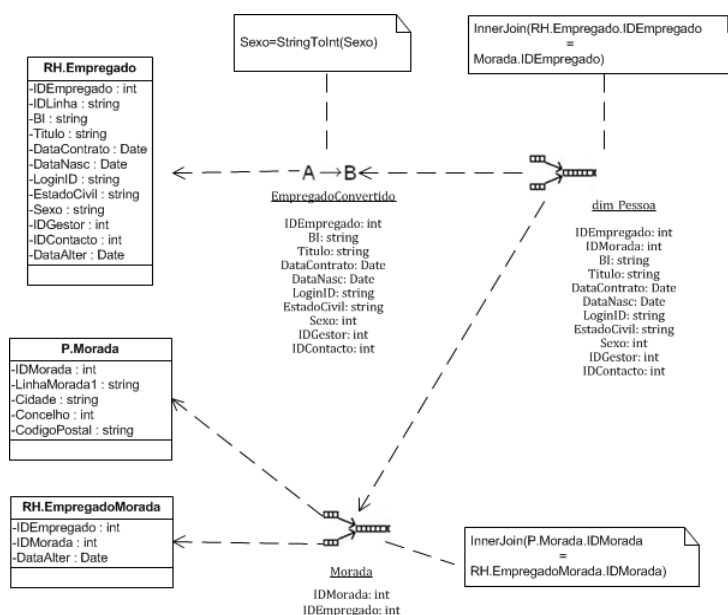 Sexo=StringToInt(Sexo)
InnerJoin(RH.Empregado.IDEmpregado
=
Morada.IDEmpregado)
RH.Empregado
-IDEmpregado : int
-IDLinha : string
-BI : string
-Titulo : string
-DataContrato : Date
-DataNasc : Date
-LoginID : string
-EstadoCivil : string
-Sexo : string
-IDGestor : int
-IDContacto : int
-DataAlter : Date
A → B
EmpregadoConvertido
IDEmpregado: int
BI: string
Titulo: string
DataContrato: Date
DataNasc: Date
LoginID: string
EstadoCivil: string
Sexo: int
IDGestor: int
IDContacto: int
dim Pessoa
IDEmpregado: int
IDMorada: int
BI: string
Titulo: string
DataContrato: Date
DataNasc: Date
LoginID: string
EstadoCivil: string
Sexo: int
IDGestor: int
IDContacto: int
P.Morada
-IDMorada : int
-LinhaMorada1 : string
-Cidade : string
-Concelho : int
-CodigoPostal : string
RH.EmpregadoMorada
-IDEmpregado : int
-IDMorada : int
-DataAlter : Date
Morada
IDMorada: int
IDEmpregado: int
InnerJoin(P.Morada.IDMorada
=
RH.EmpregadoMorada.IDMorada)